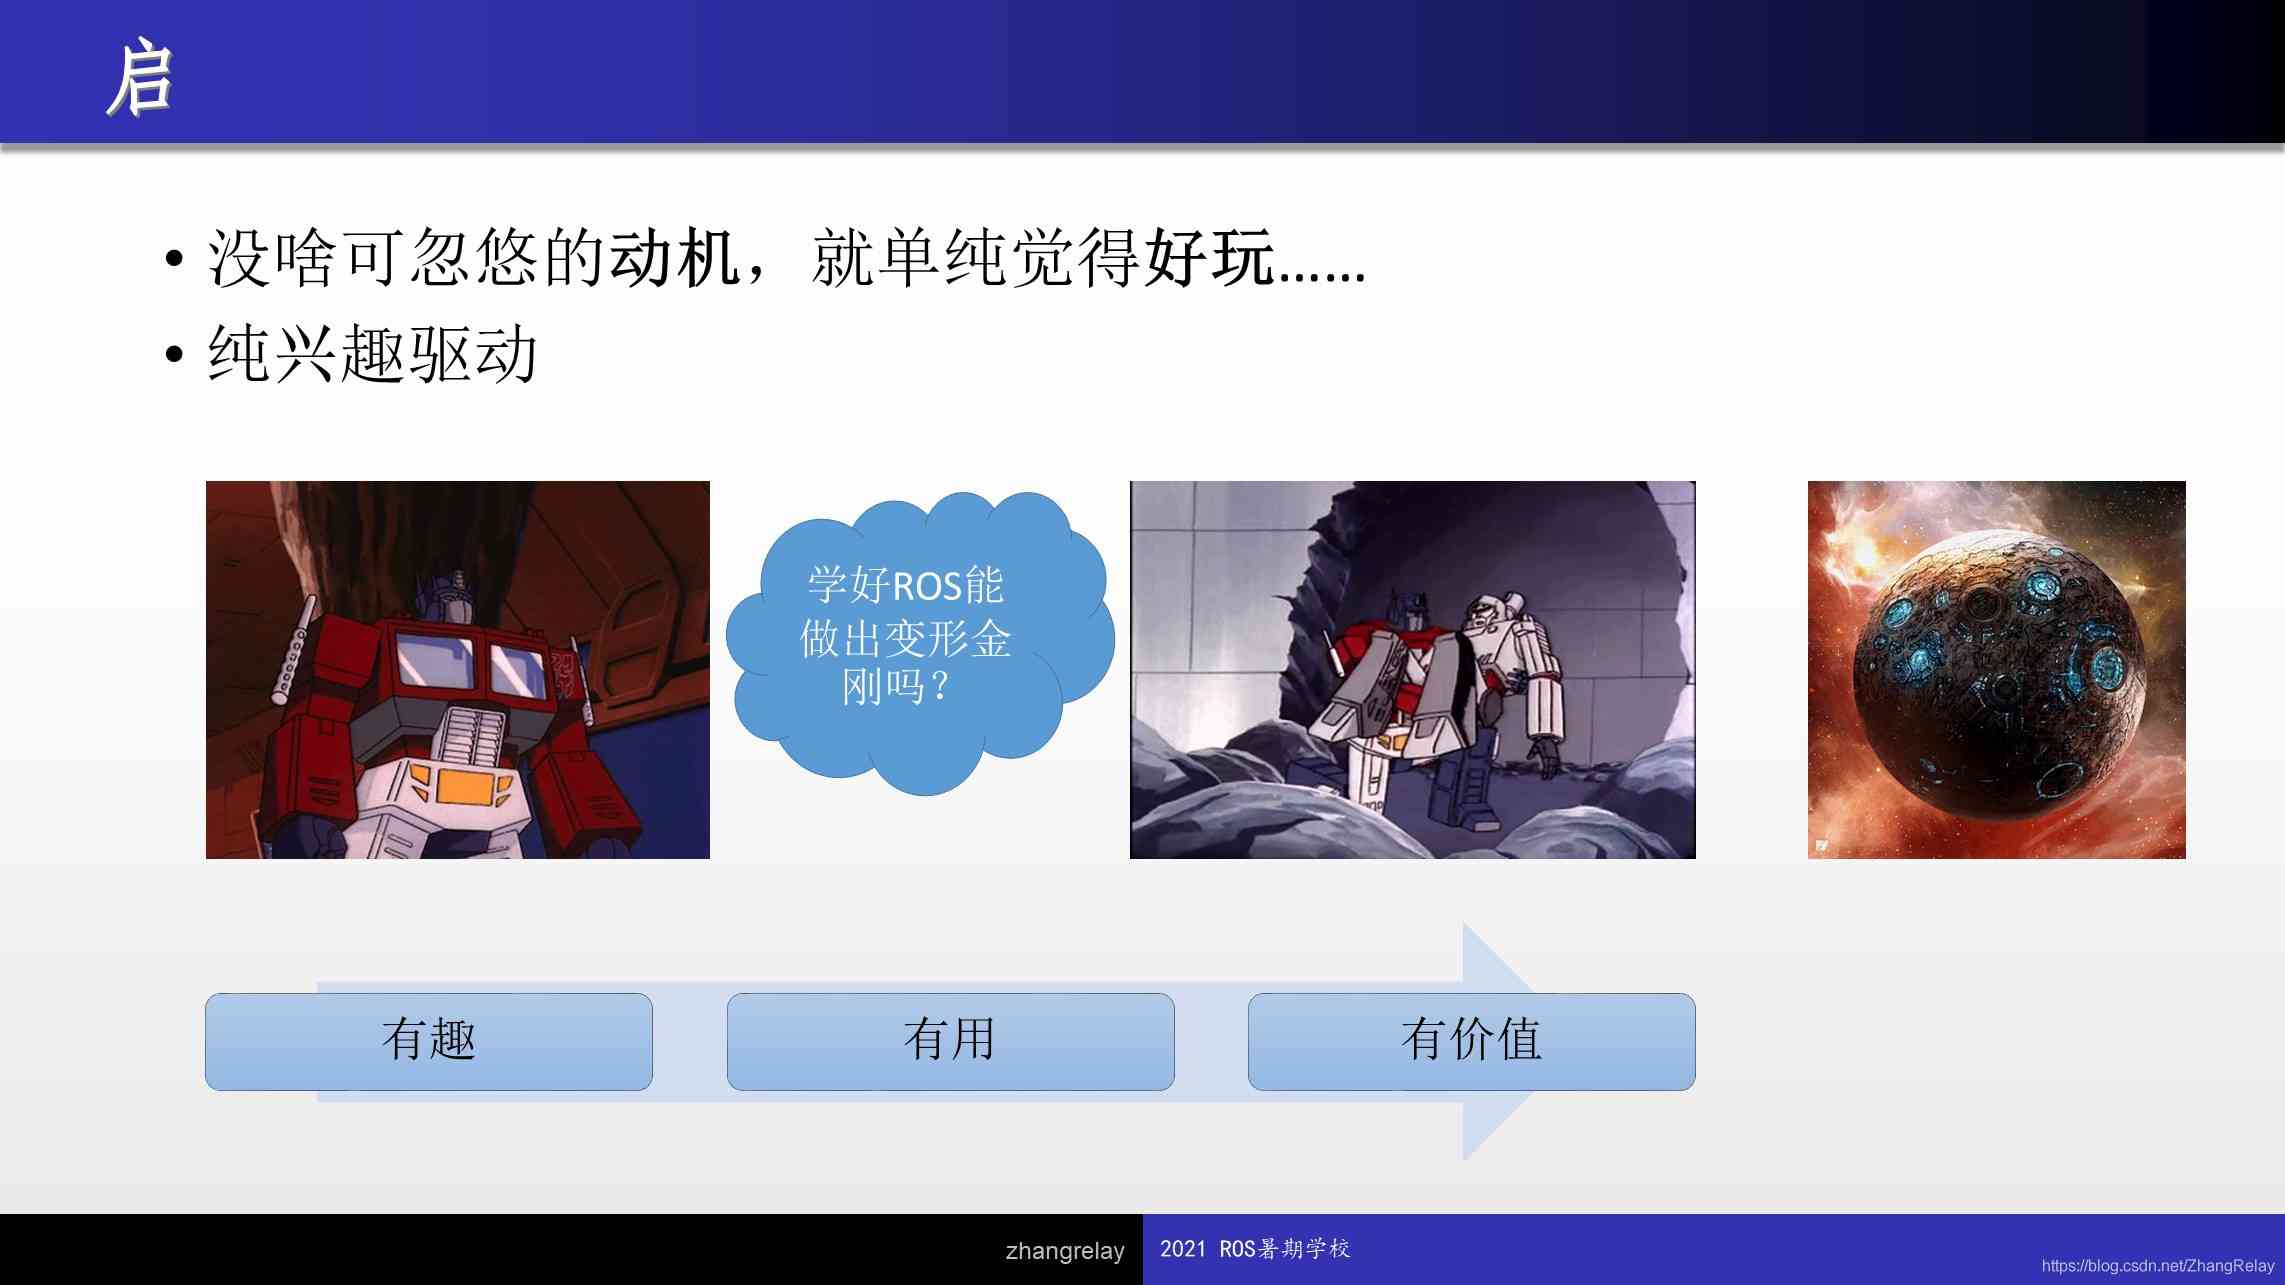 启
• 没啥可忽悠的动机，就单纯觉得好玩……
• 纯兴趣驱动
学好ROS能
做出变形金
刚吗？
有趣
有用
有价值
zhangrelay
2021 ROS暑期学校
https://blog.csdn.net/ZhangRelay